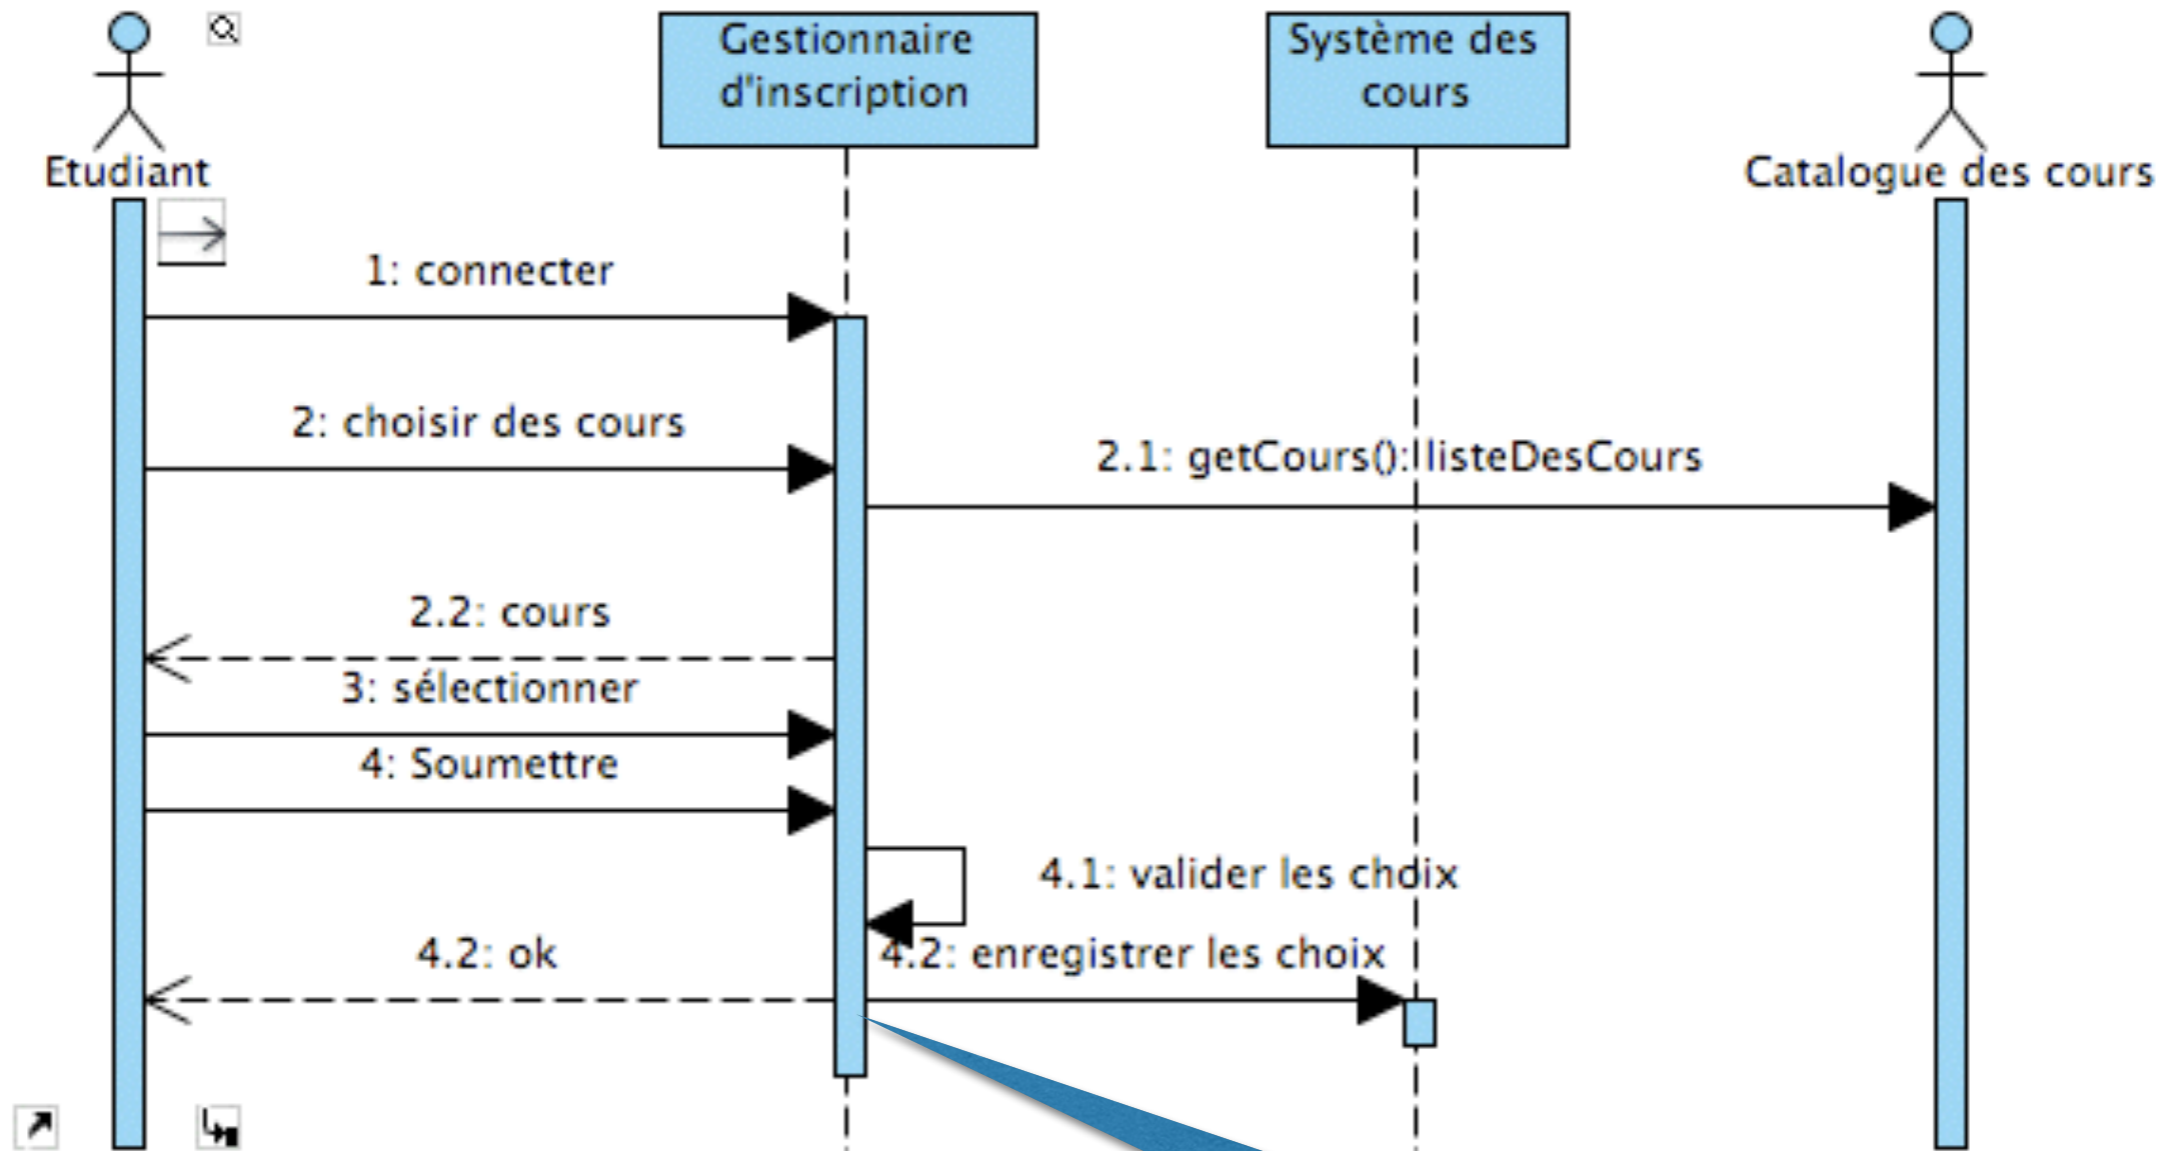 Gestionnaire
d'inscription
Système des
cours
Etudiant
Catalogue des cours
1: connecter
2: choisir des cours
2.1: getCours(): listeDesCours
2.2: cours
3: sélectionner
4: Soumettre
4.1: valider les choix
4.2: ok
4.2: enregistrer les choix